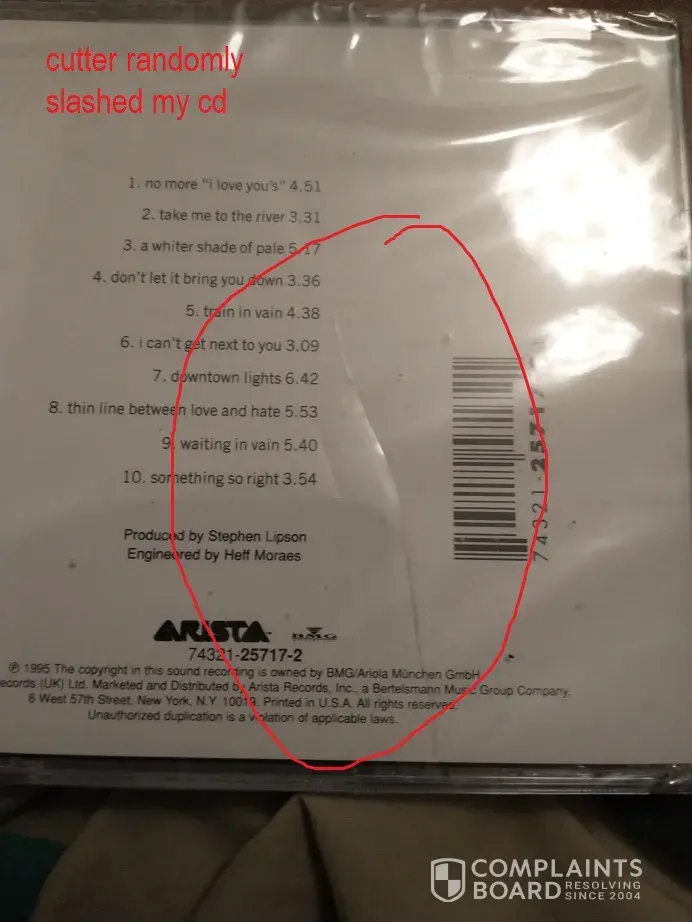 cutter randomly
slashed my cd
1. no more "i love you's" 4.51
2. take me to the river 3.31
3. a whiter shade of pale 5.17
4. don't let it bring you down 3.36
5. train in vain 4.38
6. i can't get next to you 3.09
7. downtown lights 6.42
8. thin line between love and hate 5.53
9. waiting in vain 5.40
10. something so right 3.54
74321-25717
Produced by Stephen Lipson
Engineered by Heff Moraes
ARISTA BMG
74321-25717-2
℗ 1995 The copyright in this sound recording is owned by BMG/Ariola München GmbH
ecords (UK) Ltd. Marketed and Distributed by Arista Records, Inc., a Bertelsmann Music Group Company,
6 West 57th Street, New York, N.Y. 10019. Printed in U.S.A. All rights reserved.
Unauthorized duplication is a violation of applicable laws.
COMPLAINTS
BOARD RESOLVING
SINCE 2004